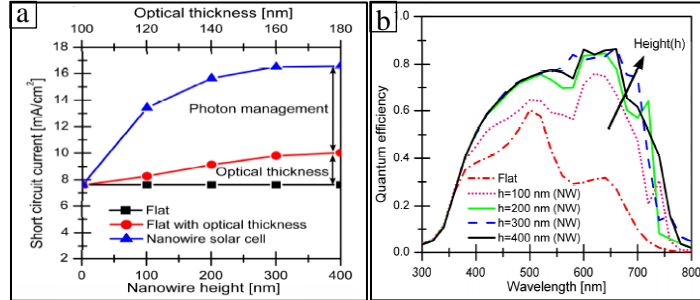 a
Optical thickness [nm]
100 120 140 160 180
Short circuit current [mA/cm²]
18
16
14
12
10
8
6
4
2
Photon management
Optical thickness
Flat
Flat with optical thickness
Nanowire solar cell
0 100 200 300 400
Nanowire height [nm]
b
Quantum efficiency
1.0
0.8
0.6
0.4
0.2
0.0
Height(h)
Flat
h=100 nm (NW)
h=200 nm (NW)
h=300 nm (NW)
h=400 nm (NW)
300 400 500 600 700 800
Wavelength [nm]